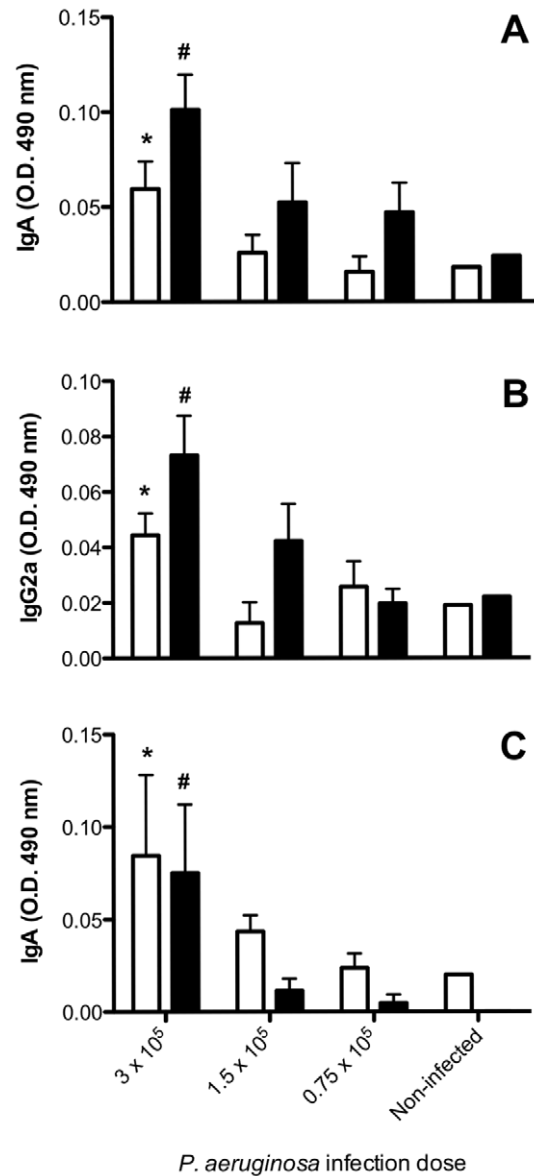 A
IgA (O.D. 490 nm)
0.15
0.10
0.05
0.00
*
#
B
IgG2a (O.D. 490 nm)
0.10
0.08
0.06
0.04
0.02
0.00
*
#
C
IgA (O.D. 490 nm)
0.15
0.10
0.05
0.00
*
#
3 x 10⁵
1.5 x 10⁵
0.75 x 10⁵
Non-infected
P. aeruginosa infection dose